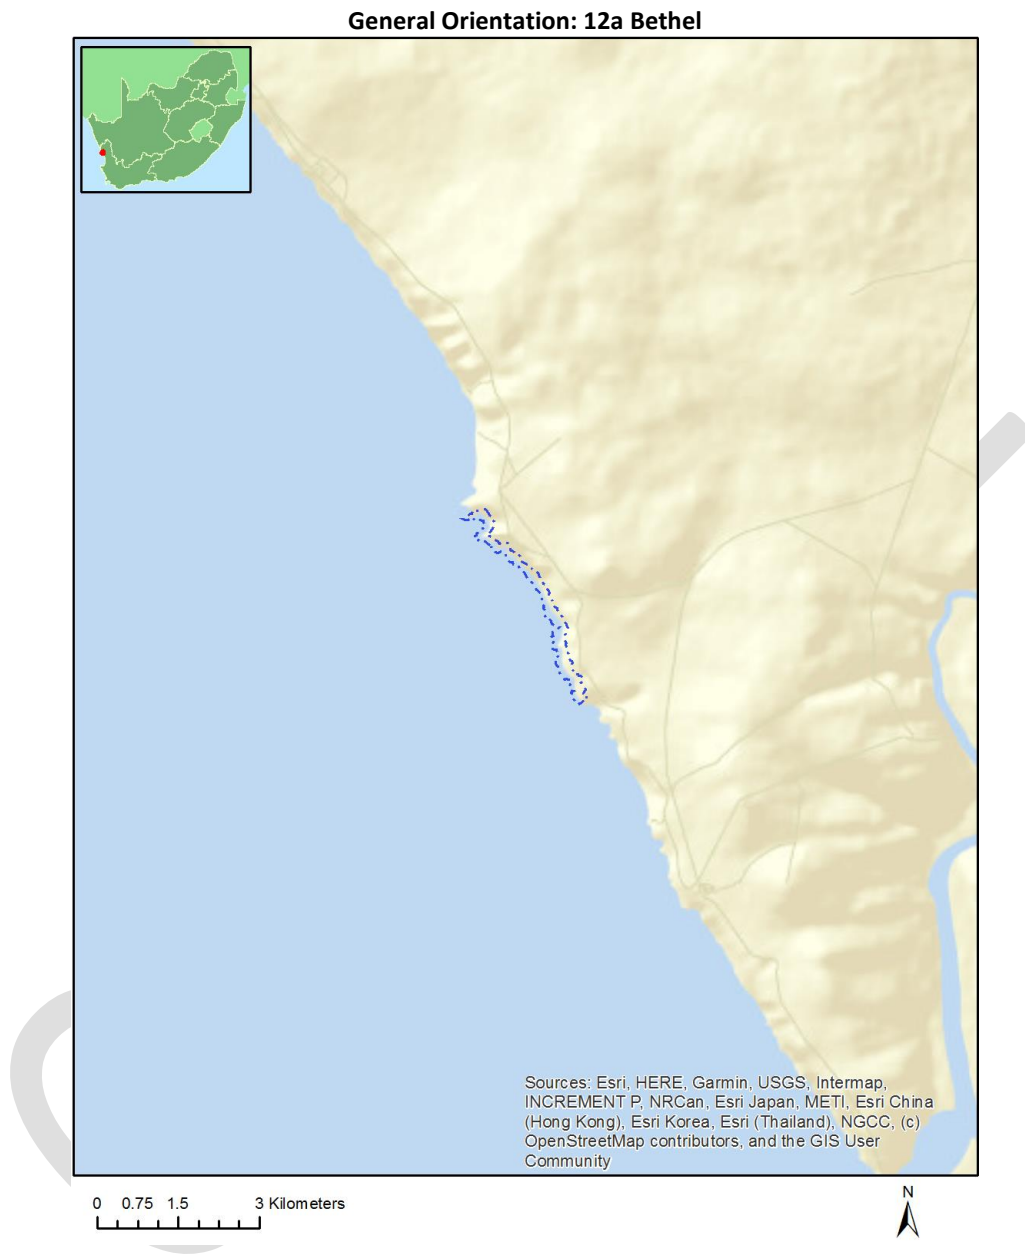 General Orientation: 12a Bethel
Sources: Esri, HERE, Garmin, USGS, Intermap,
INCREMENT P, NRCan, Esri Japan, METI, Esri China
(Hong Kong), Esri Korea, Esri (Thailand), NGCC, (c)
OpenStreetMap contributors, and the GIS User
Community
0 0.75 1.5 3 Kilometers
N